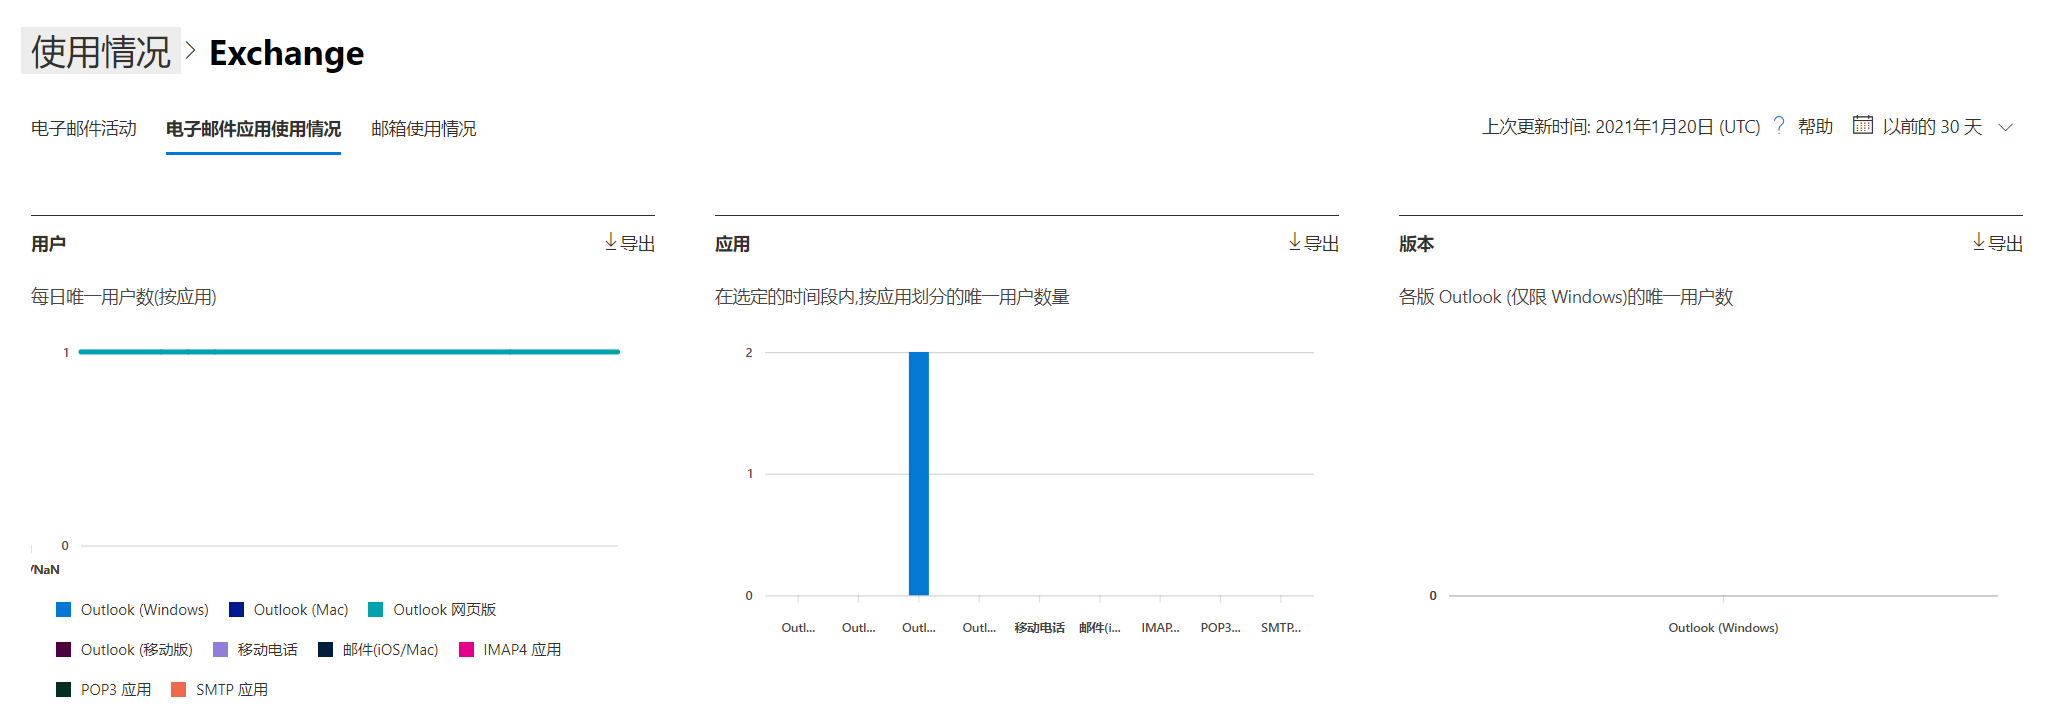 使用情况 > Exchange
电子邮件活动 电子邮件应用使用情况 邮箱使用情况
上次更新时间: 2021年1月20日 (UTC) ? 帮助 以前的 30 天
用户 导出
每日唯一用户数(按应用)
1
0
/NaN
Outlook (Windows) Outlook (Mac) Outlook 网页版
Outlook (移动版) 移动电话 邮件(iOS/Mac) IMAP4 应用
POP3 应用 SMTP 应用
应用 导出
在选定的时间段内,按应用划分的唯一用户数量
2
1
0
Outl... Outl... Outl... Outl... 移动电话 邮件(i... IMAP... POP3... SMTP...
版本 导出
各版 Outlook (仅限 Windows)的唯一用户数
0
Outlook (Windows)